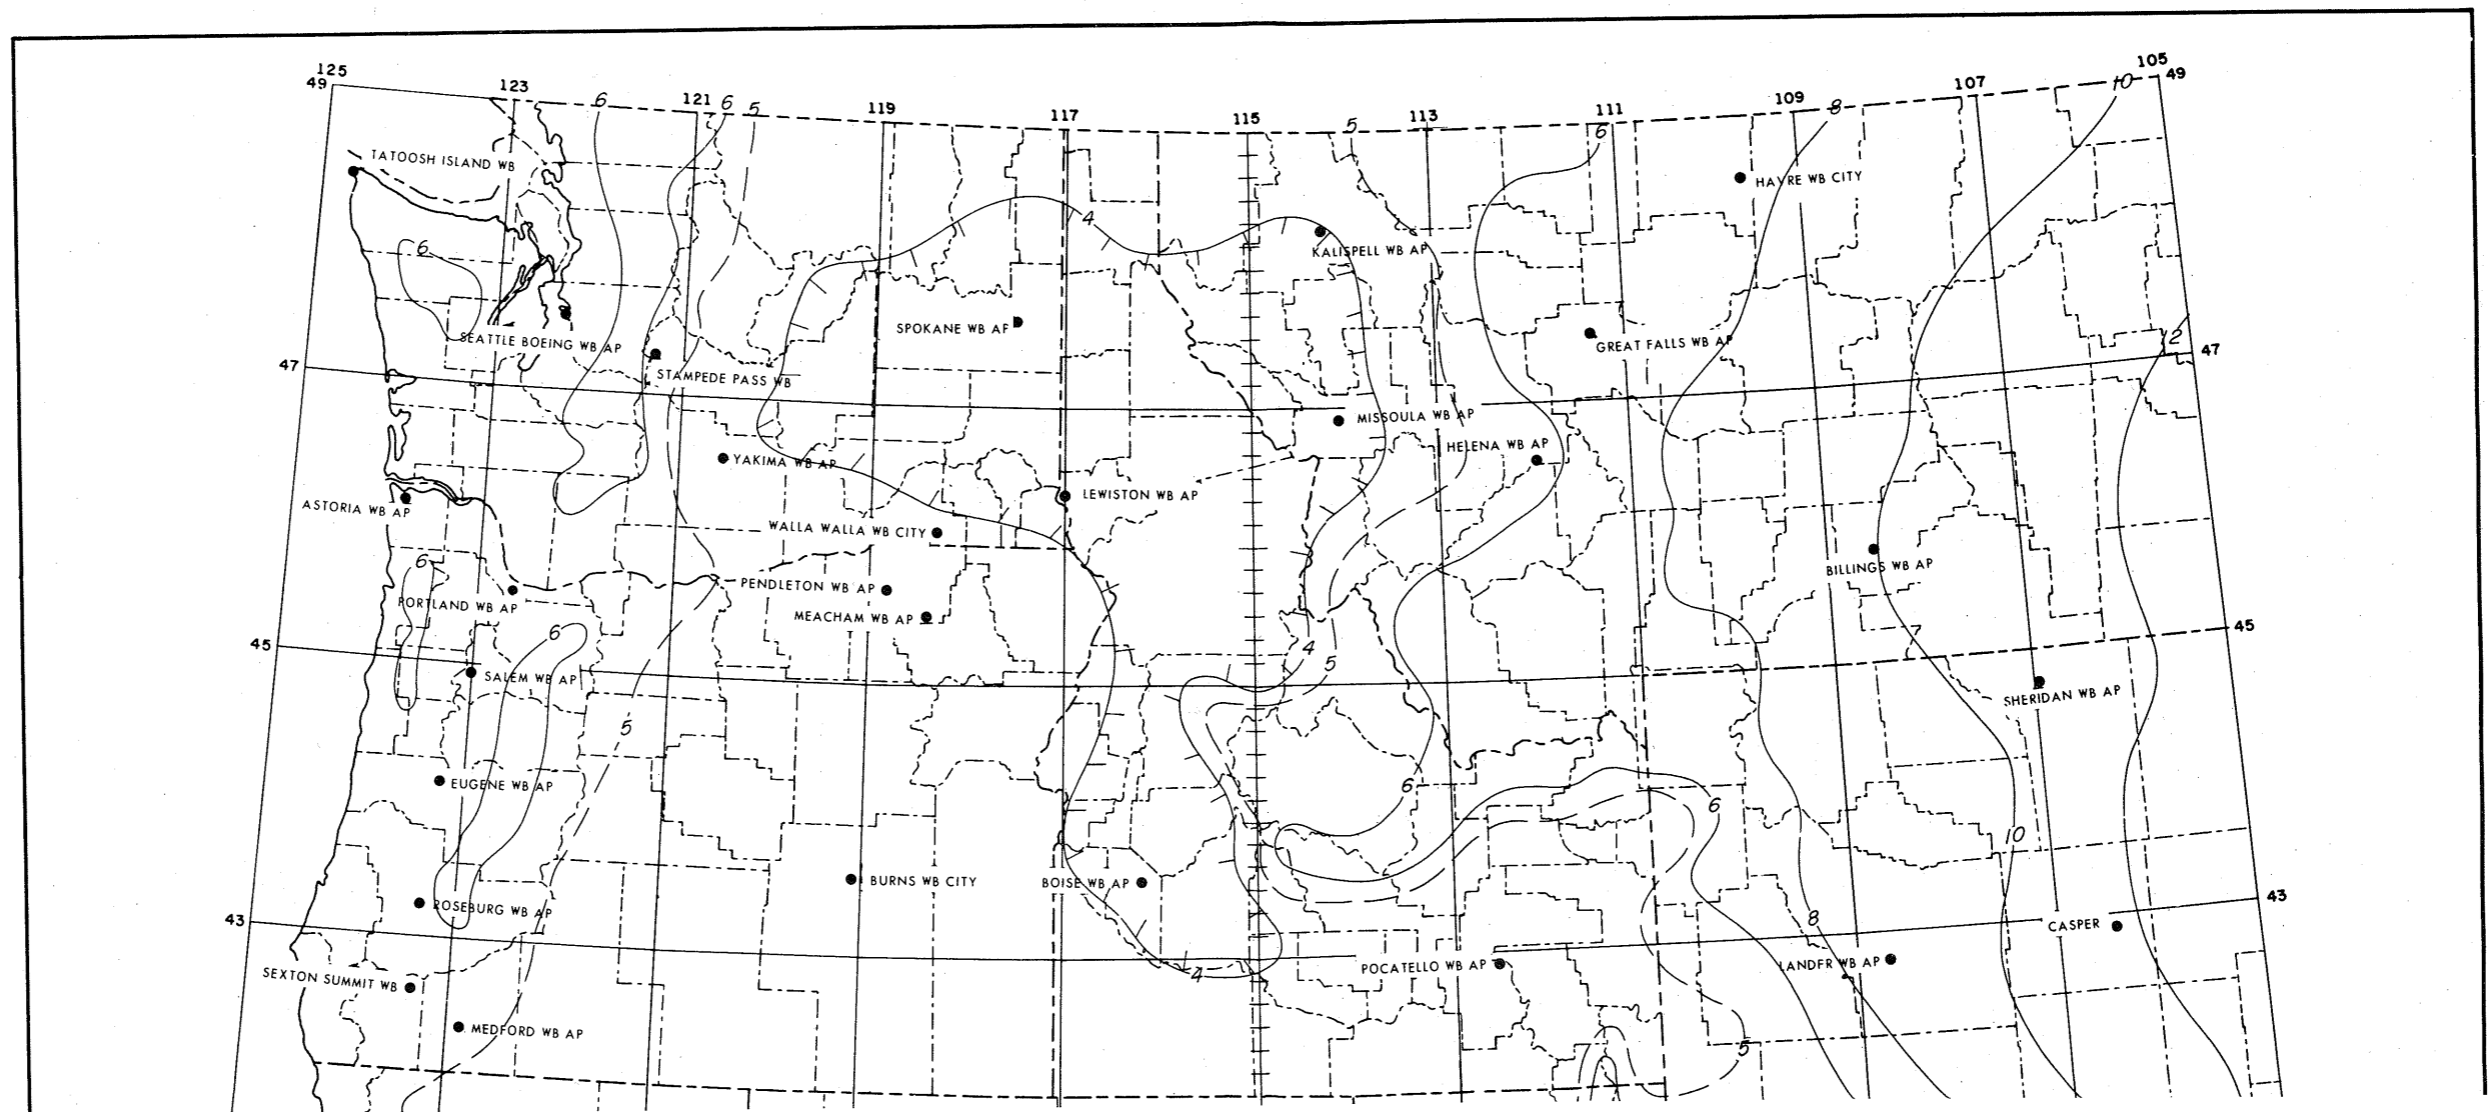 125
105
49
49
123
121
6
6
5
119
117
115
5
113
111
6
109
8
107
10
TATOOSH ISLAND WB
HAVRE WB CITY
4
6
KALISPELL WB AP
SPOKANE WB AP
SEATTLE BOEING WB AP
GREAT FALLS WB AP
STAMPEDE PASS WB
47
47
MISSOULA WB AP
HELENA WB AP
YAKIMA WB AP
LEWISTON WB AP
ASTORIA WB AP
WALLA WALLA WB CITY
6
PENDLETON WB AP
BILLINGS WB AP
PORTLAND WB AP
MEACHAM WB AP
45
45
6
4
5
SALEM WB AP
SHERIDAN WB AP
5
EUGENE WB AP
6
6
10
BURNS WB CITY
BOISE WB AP
ROSEBURG WB AP
43
43
8
CASPER
SEXTON SUMMIT WB
4
POCATELLO WB AP
WB AP
MEDFORD WB AP
5